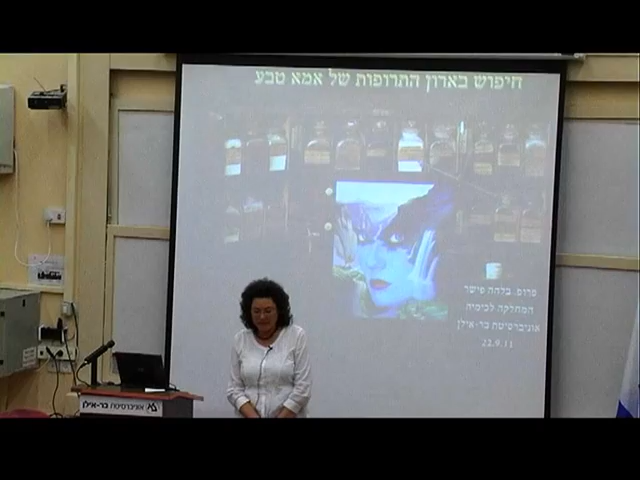 חיפוש בארון התרופות של אמא טבע
פרופ. בלהה פישר
המחלקה לכימיה
אוניברסיטת בר-אילן
22.9.11
אוניברסיטת בר-אילן